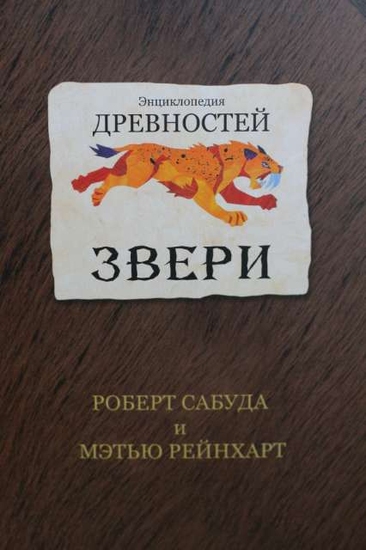 Энциклопедия
ДРЕВНОСТЕЙ
ЗВЕРИ
РОБЕРТ САБУДА
и
МЭТЬЮ РЕЙНХАРТ